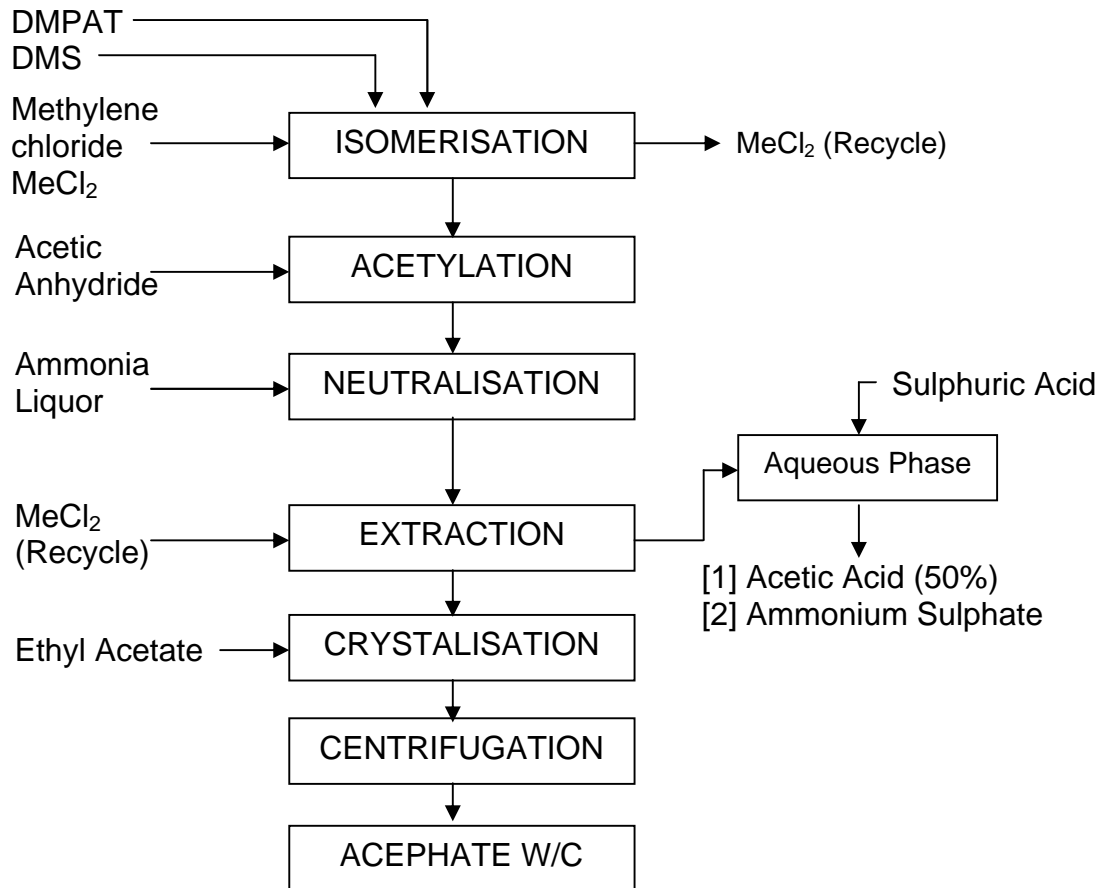 DMPAT
DMS
Methylene
chloride
MeCl₂
ISOMERISATION
MeCl₂ (Recycle)
Acetic
Anhydride
ACETYLATION
Ammonia
Liquor
NEUTRALISATION
Sulphuric Acid
Aqueous Phase
MeCl₂
(Recycle)
EXTRACTION
[1] Acetic Acid (50%)
[2] Ammonium Sulphate
Ethyl Acetate
CRYSTALISATION
CENTRIFUGATION
ACEPHATE W/C